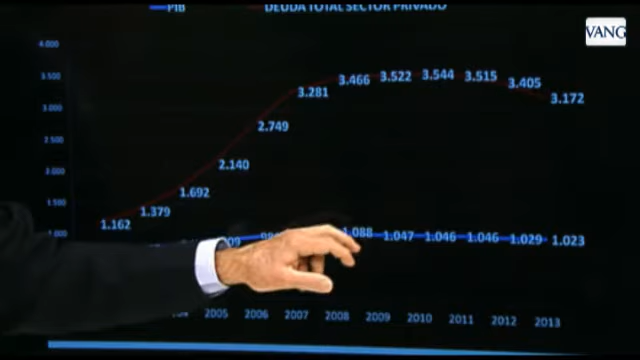 PIB DEUDA TOTAL SECTOR PRIVADO
VANG
4.000
3.500
3.000
2.500
2.000
1.000
3.466 3.522 3.544 3.515 3.405
3.281 3.172
2.749
2.140
1.692
1.379
1.162
1.088 1.047 1.046 1.046 1.029 1.023
2005 2006 2007 2008 2009 2010 2011 2012 2013